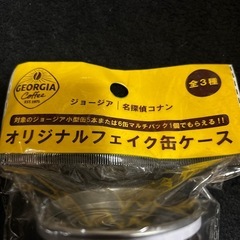 全3種
GEORGIA
Coffee
ジョージア | 名探偵コナン
対象のジョージア小型缶5本または6缶マルチパック1個でもらえる!!
オリジナルフェイク缶ケース